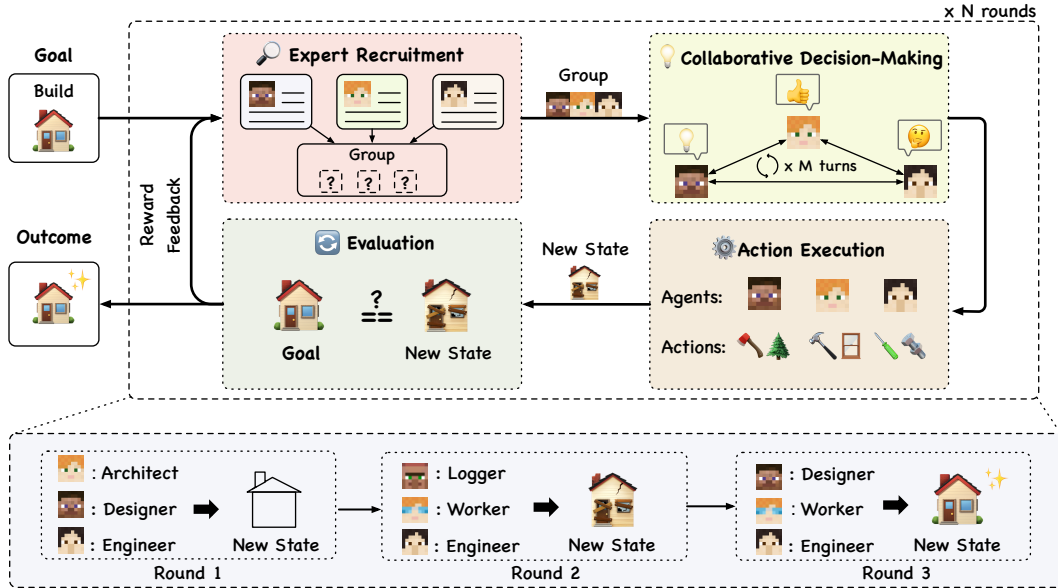 x N rounds
Goal
Build
Expert Recruitment
Group
? ? ?
Group
Collaborative Decision-Making
x M turns
Reward
Feedback
Outcome
Evaluation
?
==
Goal
New State
New State
Action Execution
Agents:
Actions:
: Architect
: Designer
: Engineer
New State
Round 1
: Logger
: Worker
: Engineer
New State
Round 2
: Designer
: Worker
: Engineer
New State
Round 3